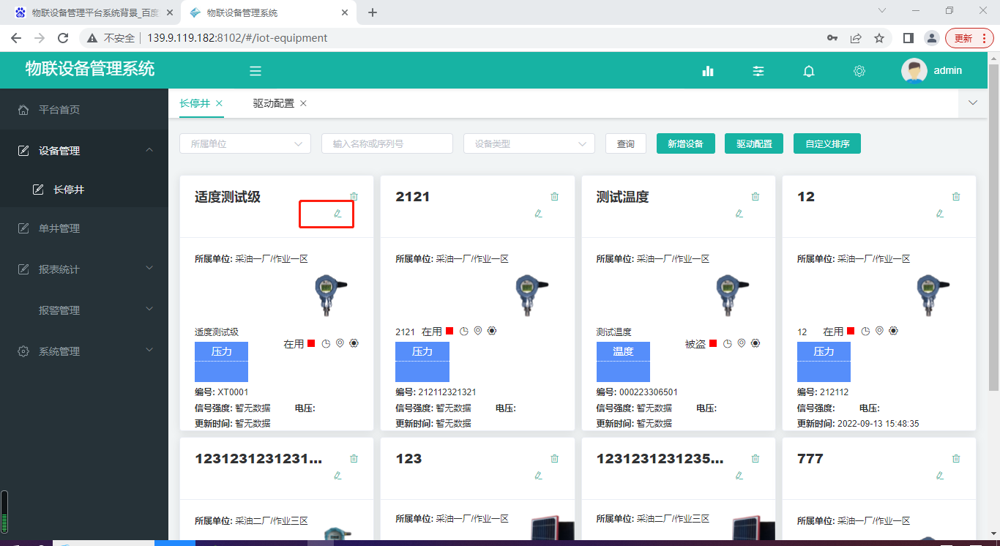 物联设备管理平台系统背景_百度
物联设备管理系统
不安全 139.9.119.182:8102/#/iot-equipment
更新
物联设备管理系统
admin
平台首页
设备管理
长停井
单井管理
报表统计
报警管理
系统管理
长停井
驱动配置
所属单位
输入名称或序列号
设备类型
查询
新增设备
驱动配置
自定义排序
适度测试级
所属单位: 采油一厂/作业一区
适度测试级
在用
压力
编号: XT0001
信号强度: 暂无数据 电压:
更新时间: 暂无数据
2121
所属单位: 采油一厂/作业一区
2121 在用
压力
编号: 212112321321
信号强度: 暂无数据 电压:
更新时间: 暂无数据
测试温度
所属单位: 采油一厂/作业一区
测试温度
被盗
温度
编号: 000223306501
信号强度: 暂无数据 电压:
更新时间: 暂无数据
12
所属单位: 采油一厂/作业一区
12 在用
压力
编号: 212112
信号强度: 电压:
更新时间: 2022-09-13 15:48:35
1231231231231...
所属单位: 采油二厂/作业三区
123
所属单位: 采油一厂/作业一区
1231231231235...
所属单位: 采油二厂/作业三区
777
所属单位: 采油一厂/作业一区